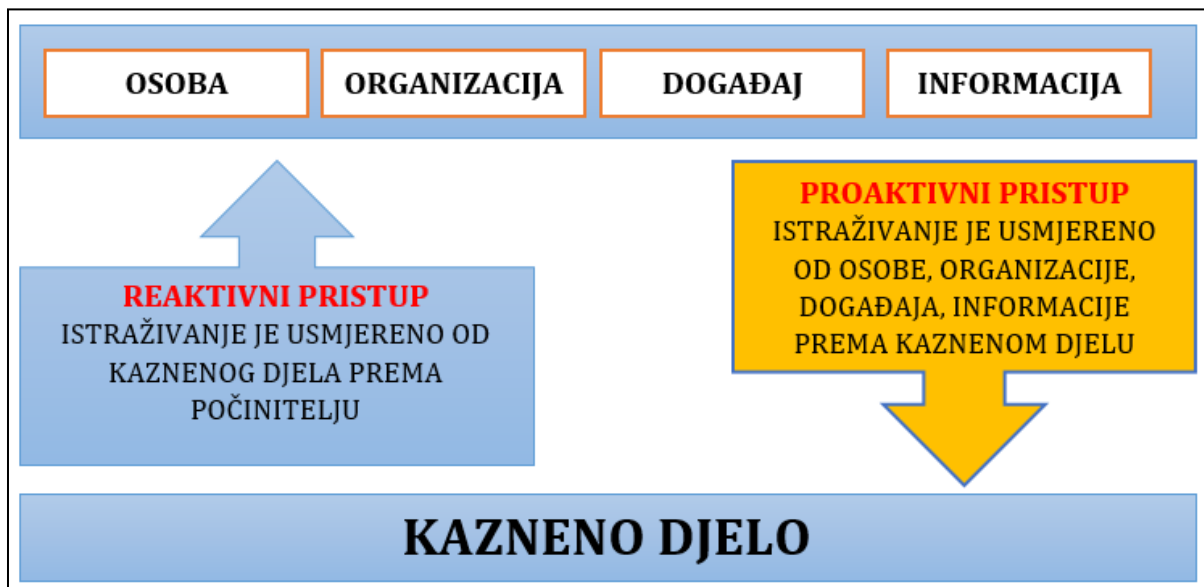 OSOBA
ORGANIZACIJA
DOGAĐAJ
INFORMACIJA
REAKTIVNI PRISTUP
ISTRAŽIVANJE JE USMJERENO OD
KAZNENOG DJELA PREMA
POČINITELJU
PROAKTIVNI PRISTUP
ISTRAŽIVANJE JE USMJERENO
OD OSOBE, ORGANIZACIJE,
DOGAĐAJA, INFORMACIJE
PREMA KAZNENOM DJELU
KAZNENO DJELO